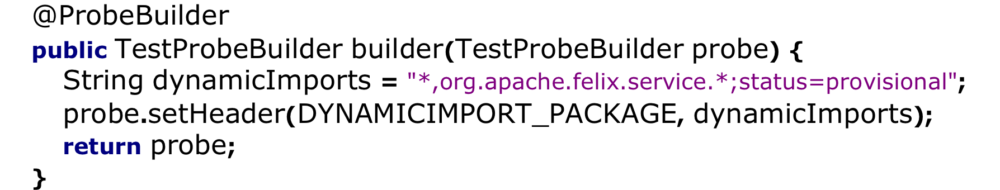 @ProbeBuilder
public TestProbeBuilder builder(TestProbeBuilder probe) {
String dynamicImports = "*,org.apache.felix.service.*;status=provisional";
probe.setHeader(DYNAMICIMPORT_PACKAGE, dynamicImports);
return probe;
}